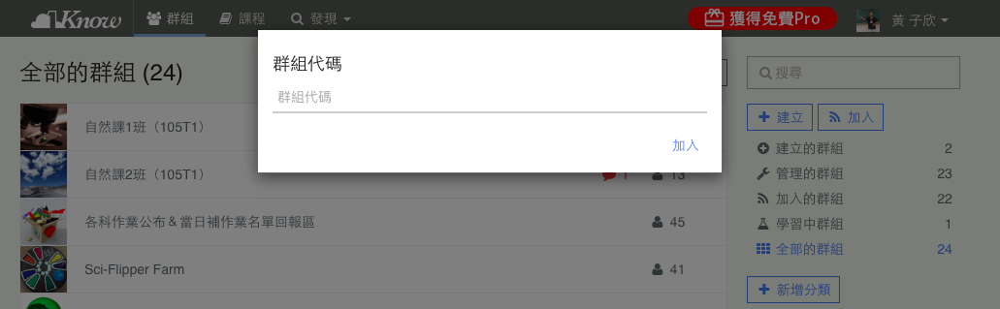 Know 群組 課程 發現 獲得免費Pro 黃 子欣
全部的群組 (24)
群組代碼
群組代碼
加入
自然課1班（105T1）
自然課2班（105T1） 1 13
各科作業公布＆當日補作業名單回報區 45
Sci-Flipper Farm 41
搜尋
建立 加入
建立的群組 2
管理的群組 23
加入的群組 22
學習中群組 1
全部的群組 24
新增分類